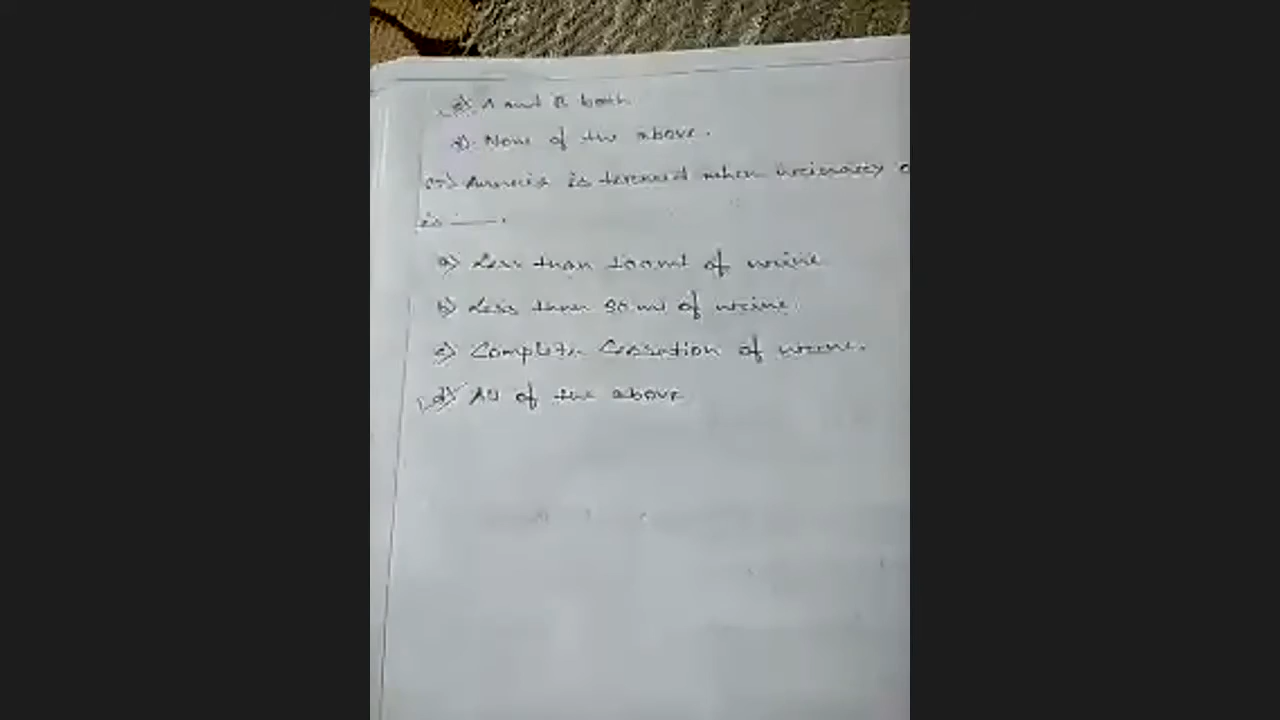 c) A and B both
d) None of the above.
is termed when urinary
is ——.
a) Less than 100ml of urine
b) Less than 50 ml of urine.
c) Complete Cessation of urine.
d) All of the above